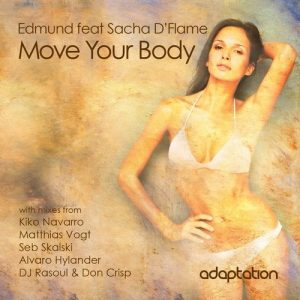 Edmund feat Sacha D'Flame
Move Your Body
with mixes from
Kiko Navarro
Matthias Vogt
Seb Skalski
Alvaro Hylander
DJ Rasoul & Don Crisp
adaptation